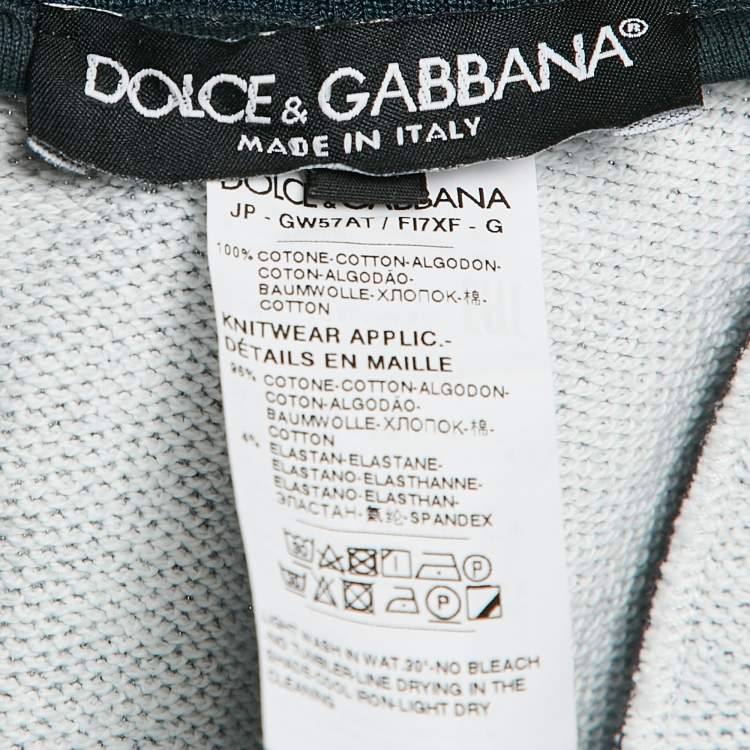 DOLCE & GABBANA®
MADE IN ITALY
DOLCE & GABBANA
JP - GW57AT / FI7XF - G
100% COTONE-COTTON-ALGODON-
COTON-ALGODÃO-
BAUMWOLLE-ХЛОПОК-棉-
COTTON
KNITWEAR APPLIC.-
DÉTAILS EN MAILLE
96% COTONE-COTTON-ALGODON-
COTON-ALGODÃO-
BAUMWOLLE-ХЛОПОК-棉-
COTTON
4% ELASTAN-ELASTANE-
ELASTANO-ELASTHANNE-
ELASTANO-ELASTHAN-
ЭЛАСТАН-氨纶-SPANDEX
30 P
30 P
LIGHT WASH IN WAT.30°-NO BLEACH
NO TUMBLER-LINE DRYING IN THE
SHADE-COOL IRON-LIGHT DRY